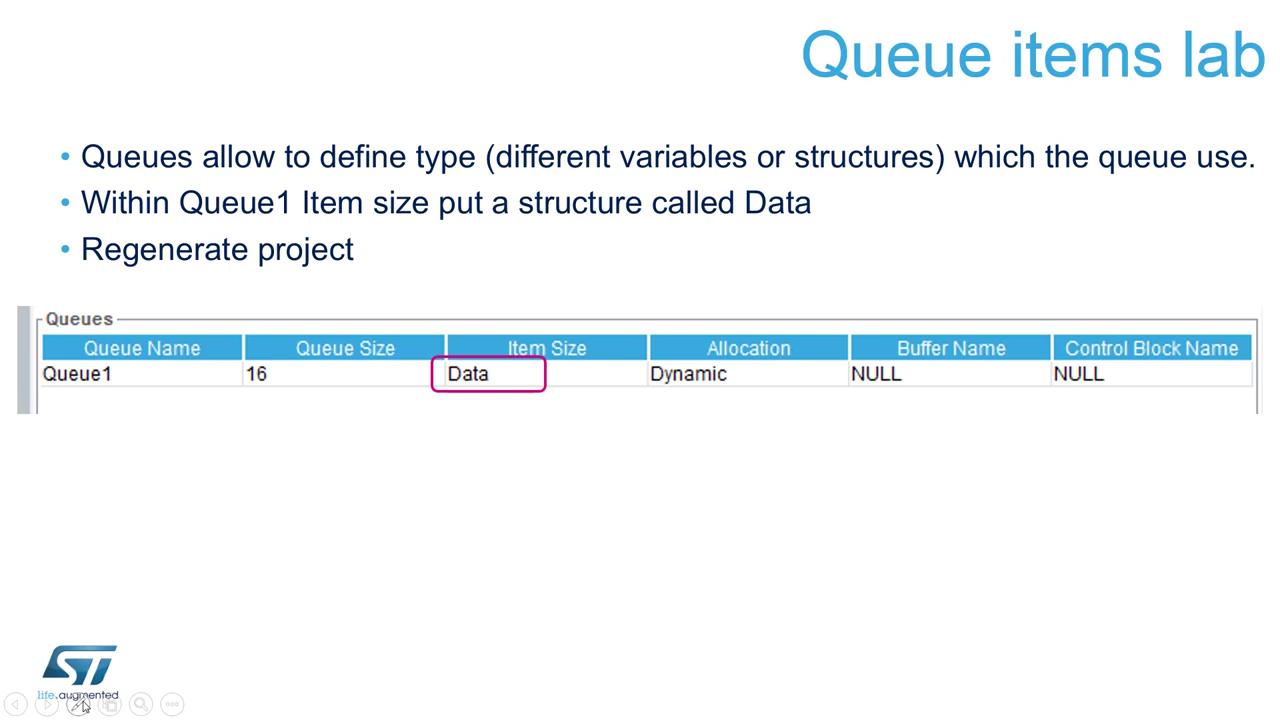 Queue items lab
• Queues allow to define type (different variables or structures) which the queue use.
• Within Queue1 Item size put a structure called Data
• Regenerate project
Queues
Queue Name Queue Size Item Size Allocation Buffer Name Control Block Name
Queue1 16 Data Dynamic NULL NULL
ST
life.augmented